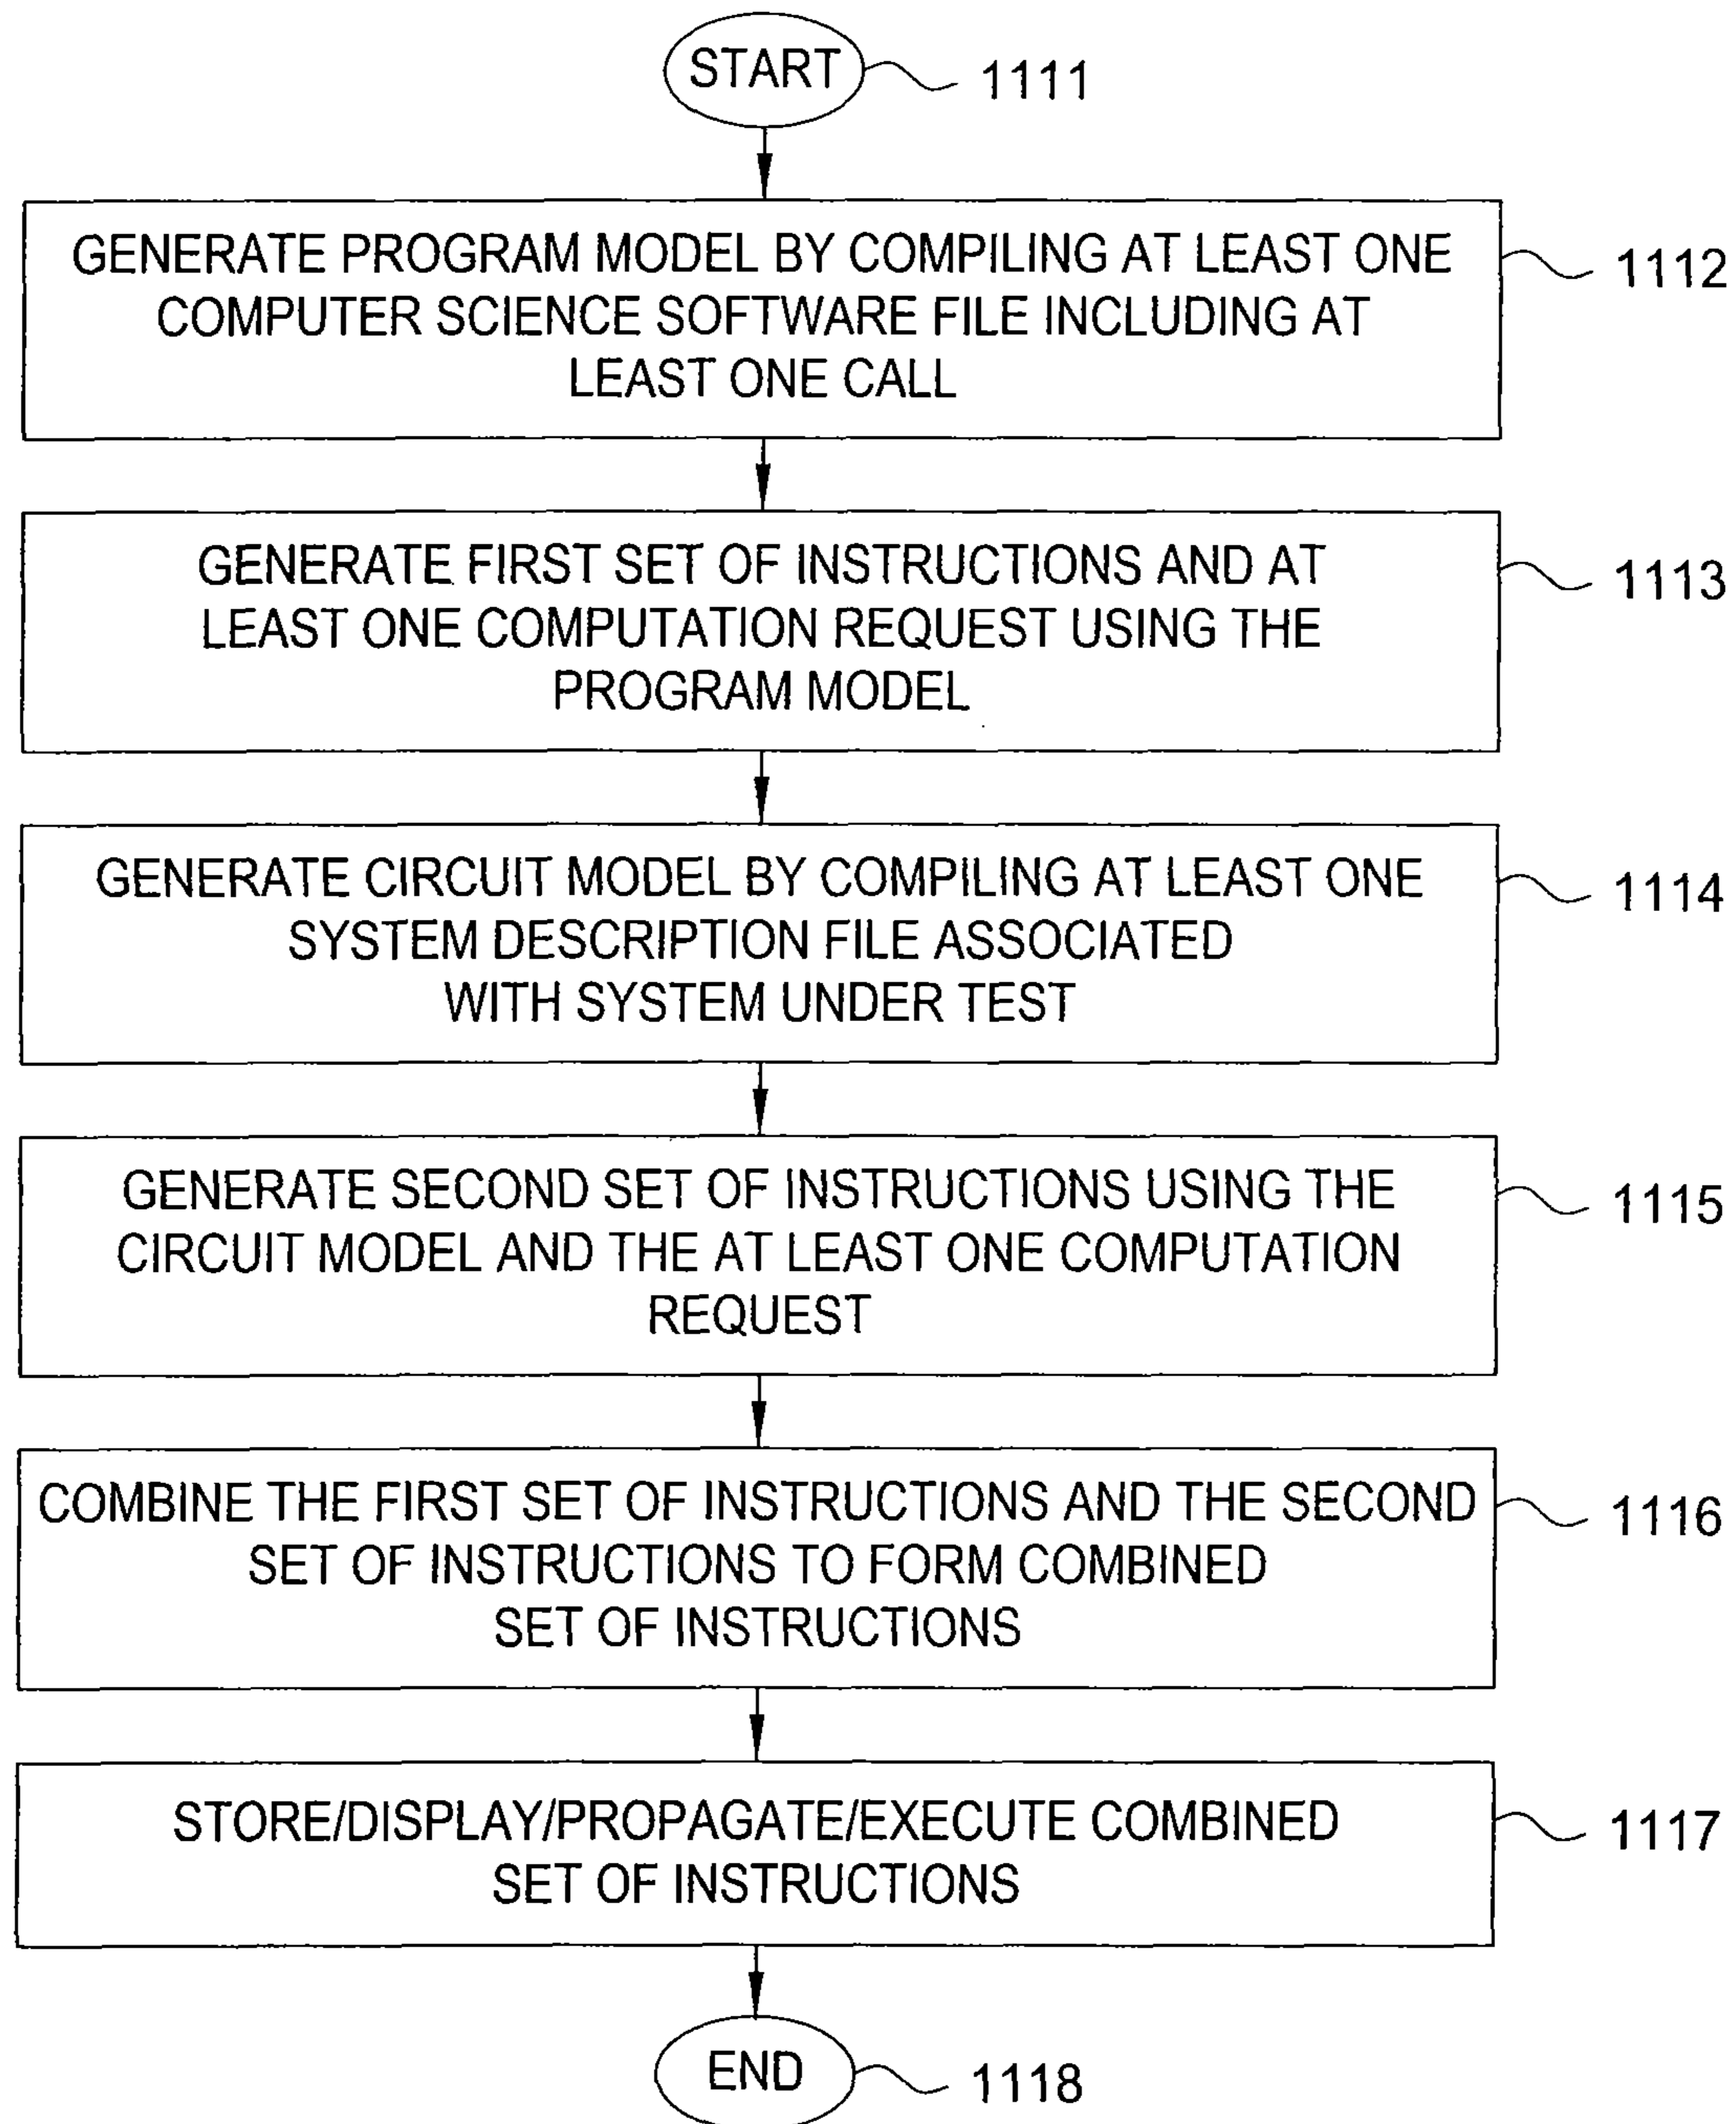 START
1111
GENERATE PROGRAM MODEL BY COMPILING AT LEAST ONE
COMPUTER SCIENCE SOFTWARE FILE INCLUDING AT
LEAST ONE CALL
1112
GENERATE FIRST SET OF INSTRUCTIONS AND AT
LEAST ONE COMPUTATION REQUEST USING THE
PROGRAM MODEL
1113
GENERATE CIRCUIT MODEL BY COMPILING AT LEAST ONE
SYSTEM DESCRIPTION FILE ASSOCIATED
WITH SYSTEM UNDER TEST
1114
GENERATE SECOND SET OF INSTRUCTIONS USING THE
CIRCUIT MODEL AND THE AT LEAST ONE COMPUTATION
REQUEST
1115
COMBINE THE FIRST SET OF INSTRUCTIONS AND THE SECOND
SET OF INSTRUCTIONS TO FORM COMBINED
SET OF INSTRUCTIONS
1116
STORE/DISPLAY/PROPAGATE/EXECUTE COMBINED
SET OF INSTRUCTIONS
1117
END
1118